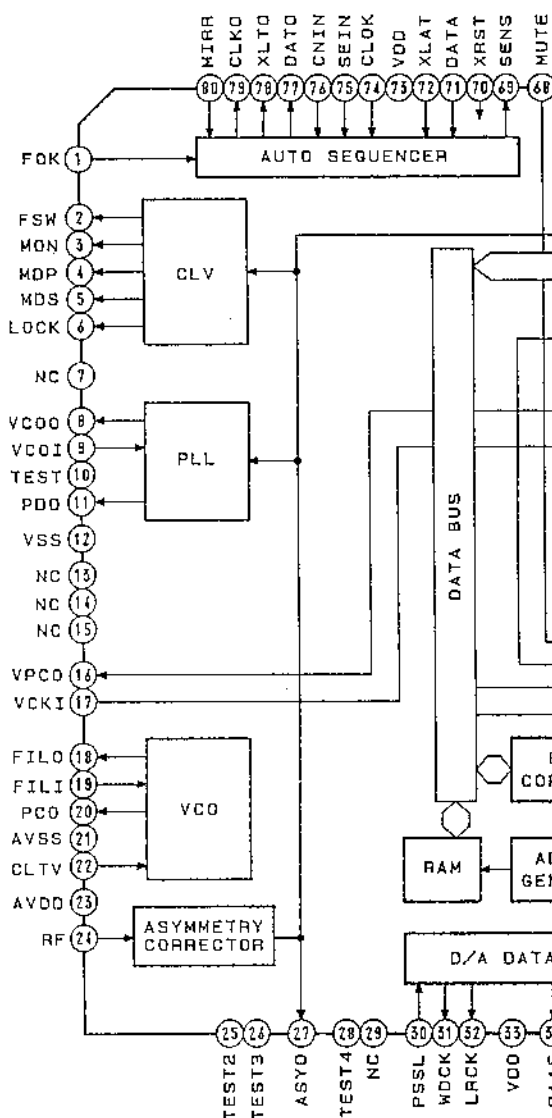 MIRR
CLKO
XLTO
DATO
CNIN
SEIN
CLOK
VDD
XLAT
DATA
XRST
SENS
MUTE
80
79
78
77
76
75
74
73
72
71
70
69
68
AUTO SEQUENCER
FOK 1
FSW 2
MON 3
MDP 4
MDS 5
LOCK 6
CLV
NC 7
VCOO 8
VCOI 9
TEST 10
PDO 11
PLL
VSS 12
NC 13
NC 14
NC 15
VPCO 16
VCKI 17
DATA BUS
FILO 18
FILI 19
PCO 20
AVSS 21
CLTV 22
VCO
AVDD 23
RF 24
ASYMMETRY
CORRECTOR
RAM
GEN
D/A DATA
25
26
27
28
29
30
31
32
33
TEST2
TEST3
ASYO
TEST4
NC
PSSL
WDCK
LRCK
VDD